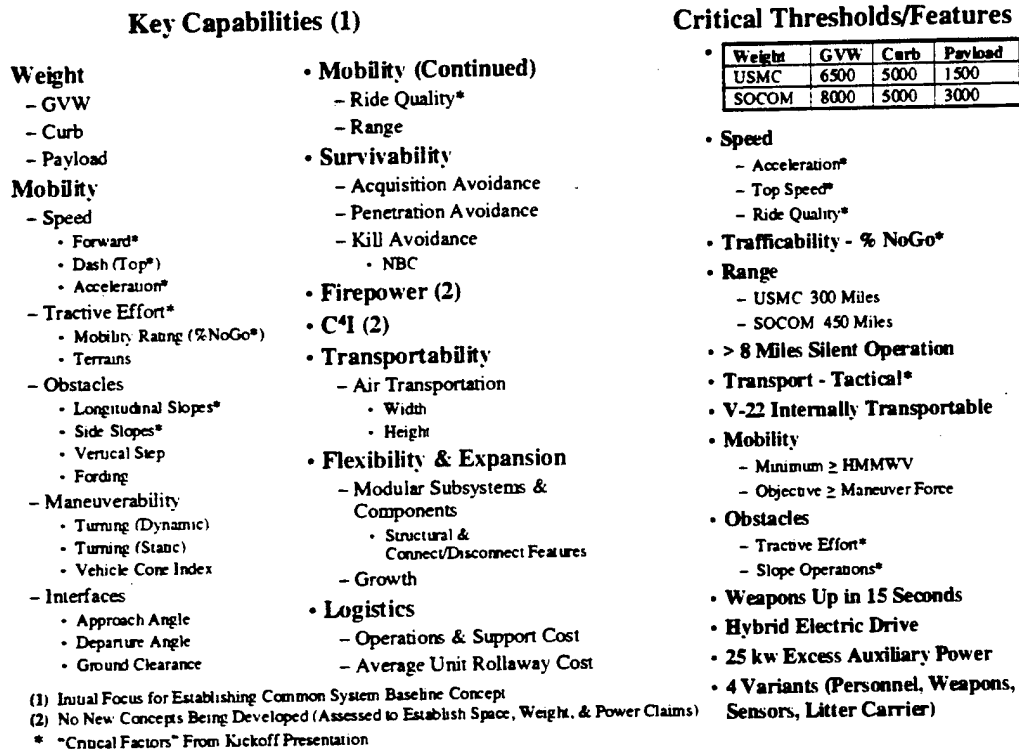 Key Capabilities (1)
Weight
– GVW
– Curb
– Payload
Mobility
– Speed
• Forward*
• Dash (Top*)
• Acceleration*
– Tractive Effort*
• Mobility Rating (%NoGo*)
• Terrains
– Obstacles
• Longitudinal Slopes*
• Side Slopes*
• Vertical Step
• Fording
– Maneuverability
• Turning (Dynamic)
• Turning (Static)
• Vehicle Cone Index
– Interfaces
• Approach Angle
• Departure Angle
• Ground Clearance
• Mobility (Continued)
– Ride Quality*
– Range
• Survivability
– Acquisition Avoidance
– Penetration Avoidance
– Kill Avoidance
• NBC
• Firepower (2)
• C⁴I (2)
• Transportability
– Air Transportation
• Width
• Height
• Flexibility & Expansion
– Modular Subsystems &
Components
• Structural &
Connect/Disconnect Features
– Growth
• Logistics
– Operations & Support Cost
– Average Unit Rollaway Cost
(1) Initial Focus for Establishing Common System Baseline Concept
(2) No New Concepts Being Developed (Assessed to Establish Space, Weight, & Power Claims)
* "Critical Factors" From Kickoff Presentation
Critical Thresholds/Features
• Weight GVW Curb Payload
USMC 6500 5000 1500
SOCOM 8000 5000 3000
• Speed
– Acceleration*
– Top Speed*
– Ride Quality*
• Trafficability - % NoGo*
• Range
– USMC 300 Miles
– SOCOM 450 Miles
• > 8 Miles Silent Operation
• Transport - Tactical*
• V-22 Internally Transportable
• Mobility
– Minimum ≥ HMMWV
– Objective ≥ Maneuver Force
• Obstacles
– Tractive Effort*
– Slope Operations*
• Weapons Up in 15 Seconds
• Hybrid Electric Drive
• 25 kw Excess Auxiliary Power
• 4 Variants (Personnel, Weapons,
Sensors, Litter Carrier)